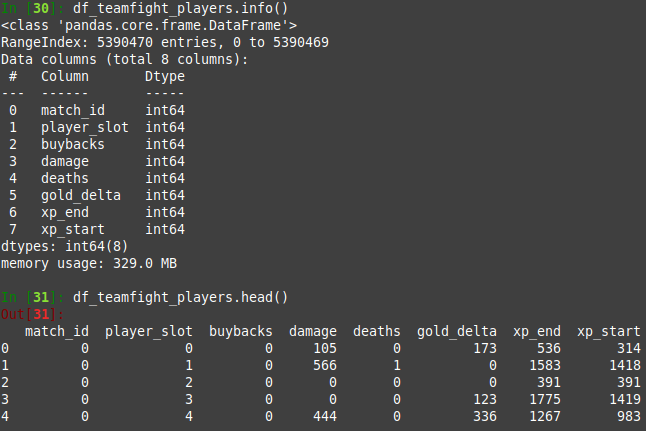 In [30]: df_teamfight_players.info()
<class 'pandas.core.frame.DataFrame'>
RangeIndex: 5390470 entries, 0 to 5390469
Data columns (total 8 columns):
 #   Column       Dtype
---  ------       -----
 0   match_id     int64
 1   player_slot  int64
 2   buybacks     int64
 3   damage       int64
 4   deaths       int64
 5   gold_delta   int64
 6   xp_end       int64
 7   xp_start     int64
dtypes: int64(8)
memory usage: 329.0 MB
In [31]: df_teamfight_players.head()
Out[31]:
   match_id  player_slot  buybacks  damage  deaths  gold_delta  xp_end  xp_start
0         0            0         0     105       0         173     536       314
1         0            1         0     566       1           0    1583      1418
2         0            2         0       0       0           0     391       391
3         0            3         0       0       0         123    1775      1419
4         0            4         0     444       0         336    1267       983